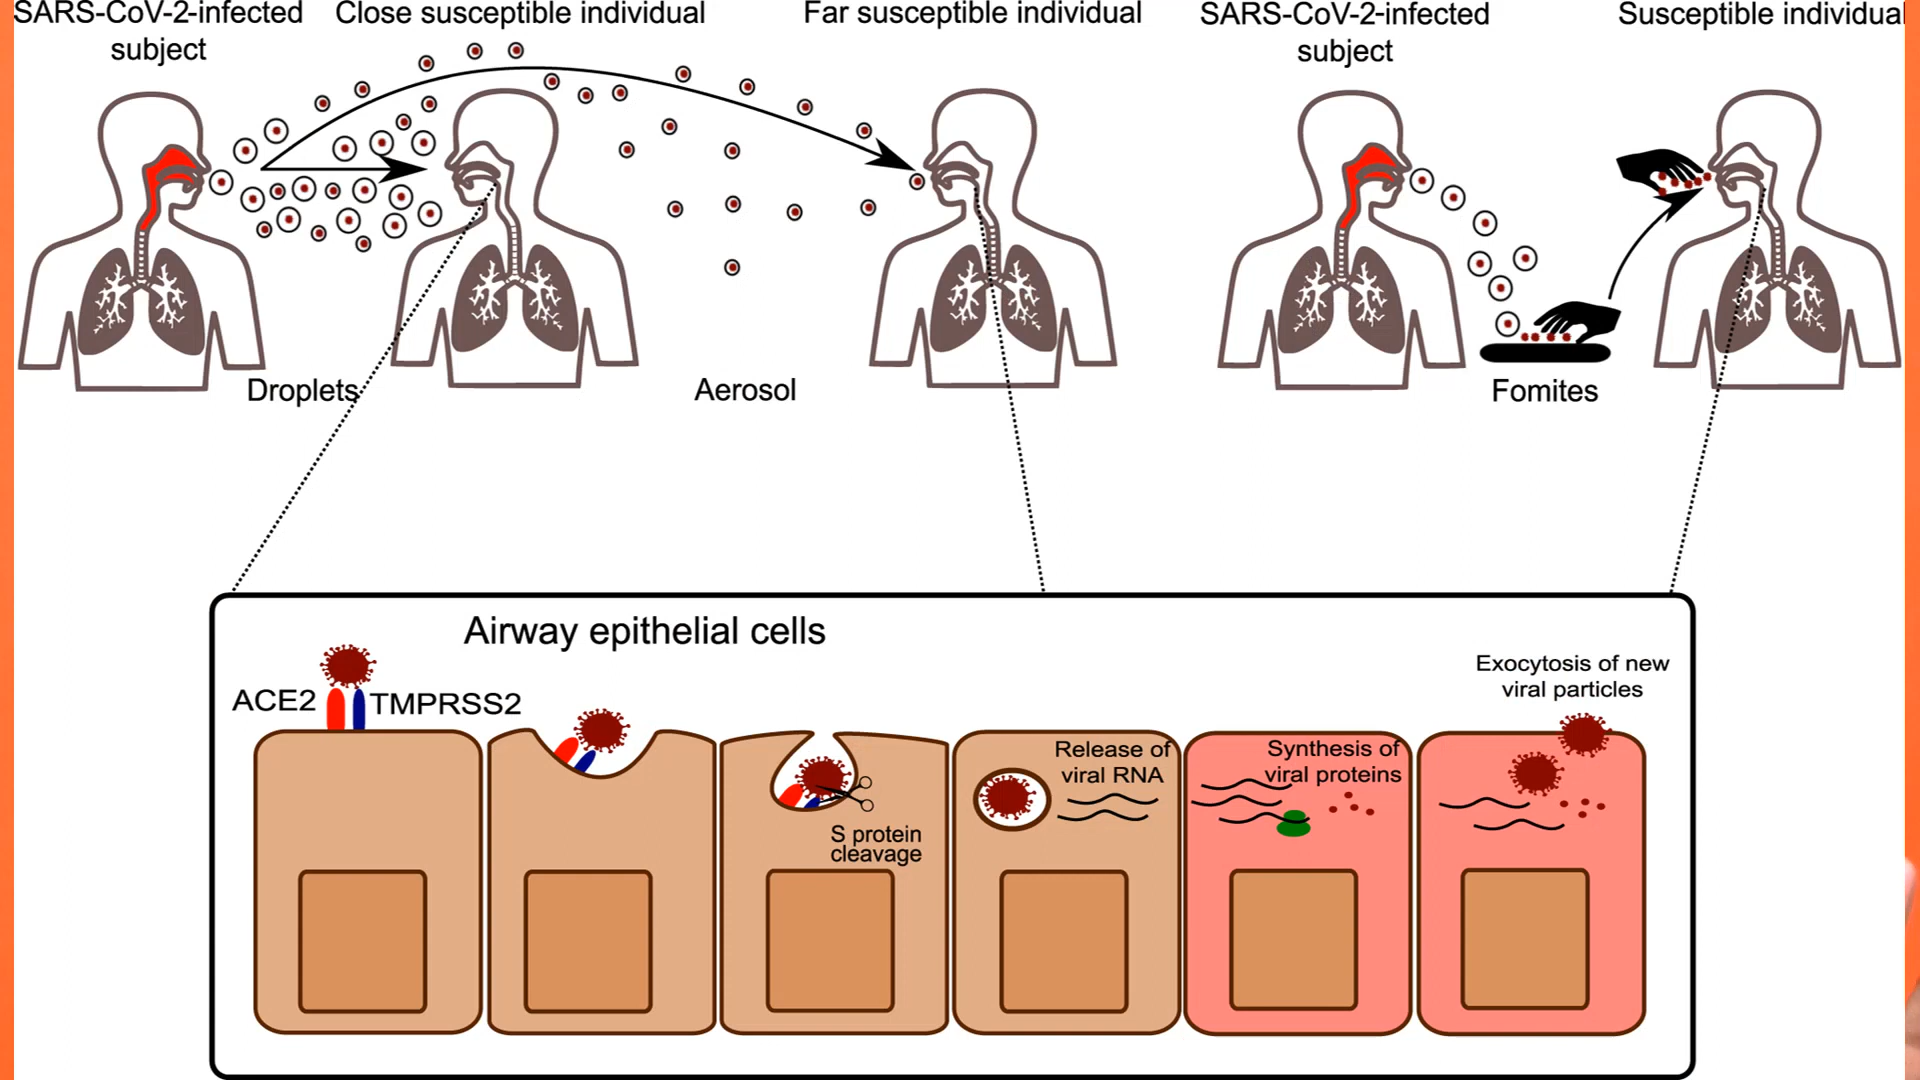 SARS-CoV-2-infected
subject
Close susceptible individual
Far susceptible individual
SARS-CoV-2-infected
subject
Susceptible individual
Droplets
Aerosol
Fomites
Airway epithelial cells
ACE2
TMPRSS2
S protein
cleavage
Release of
viral RNA
Synthesis of
viral proteins
Exocytosis of new
viral particles